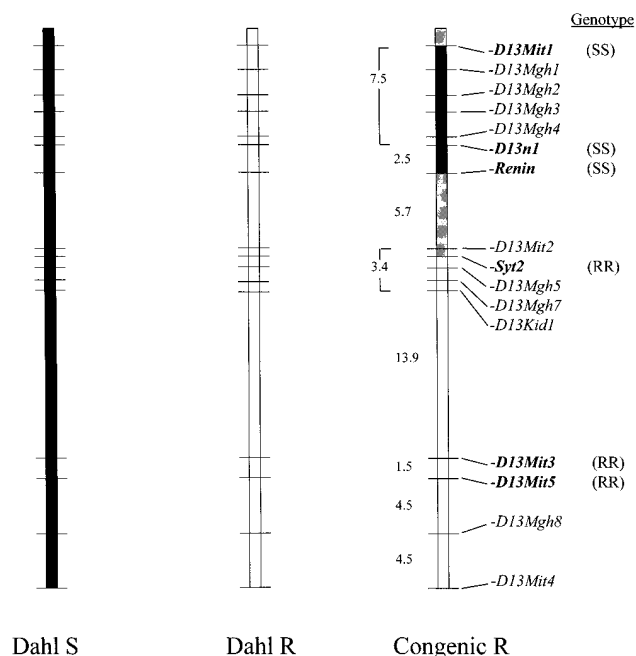 Genotype
-D13Mit1 (SS)
-D13Mgh1
7.5
-D13Mgh2
-D13Mgh3
-D13Mgh4
-D13n1 (SS)
2.5
-Renin (SS)
5.7
-D13Mit2
3.4
-Syt2 (RR)
-D13Mgh5
-D13Mgh7
-D13Kid1
13.9
-D13Mit3 (RR)
1.5
-D13Mit5 (RR)
4.5
-D13Mgh8
4.5
-D13Mit4
Dahl S Dahl R Congenic R